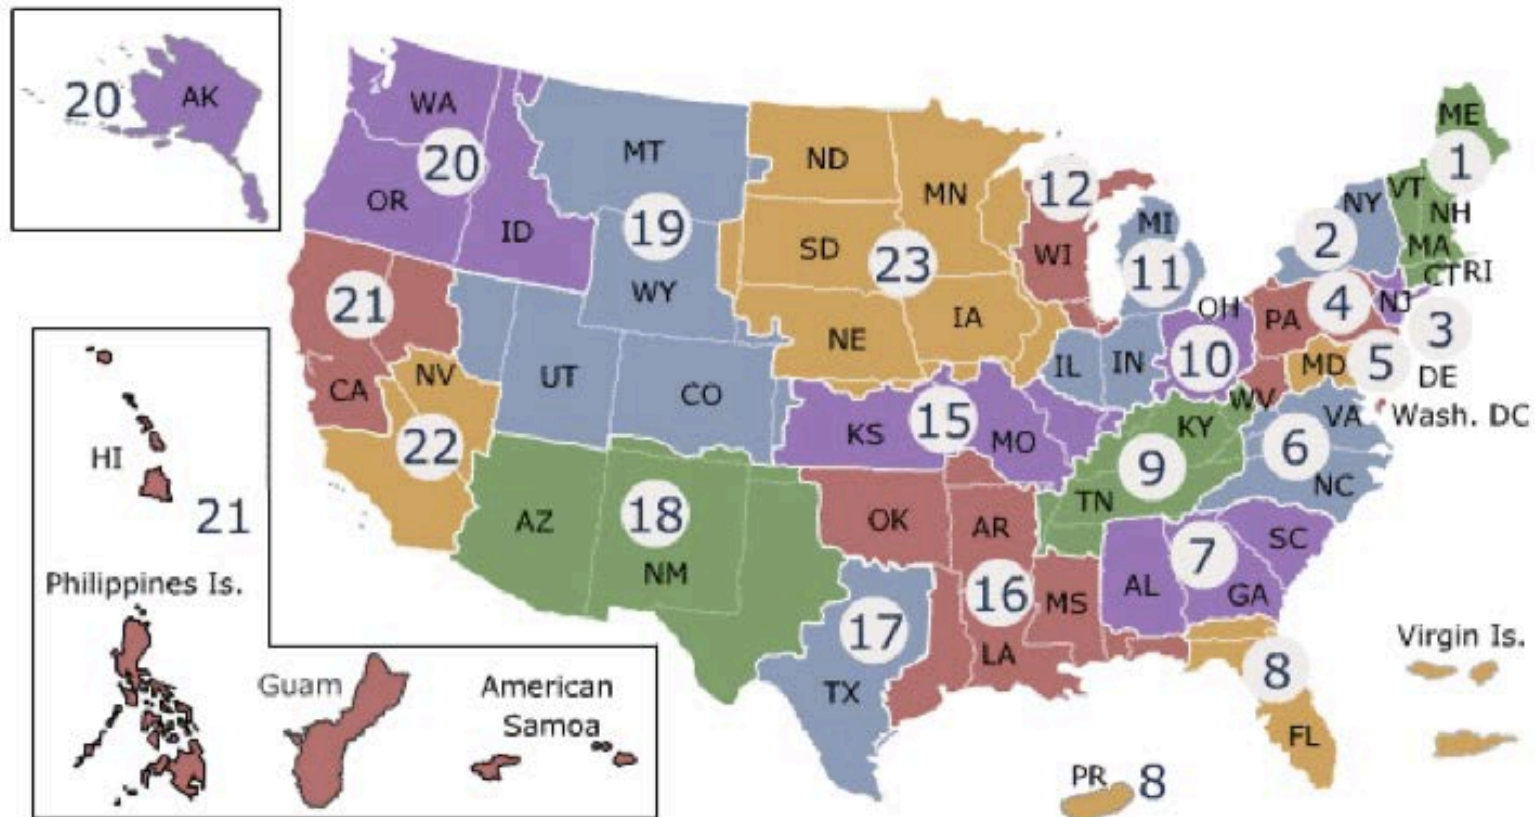 20
AK
WA
20
OR
ID
MT
19
WY
ND
MN
SD
23
NE
IA
12
WI
MI
11
ME
1
VT
NY
NH
2
MA
CT
RI
21
CA
NV
22
UT
CO
OH
10
PA
4
NJ
3
MD
5
DE
IL
IN
WV
VA
Wash. DC
KS
15
MO
KY
9
6
NC
TN
AZ
18
NM
OK
AR
16
MS
LA
AL
7
SC
GA
17
TX
8
FL
Virgin Is.
PR
8
HI
21
Philippines Is.
Guam
American
Samoa